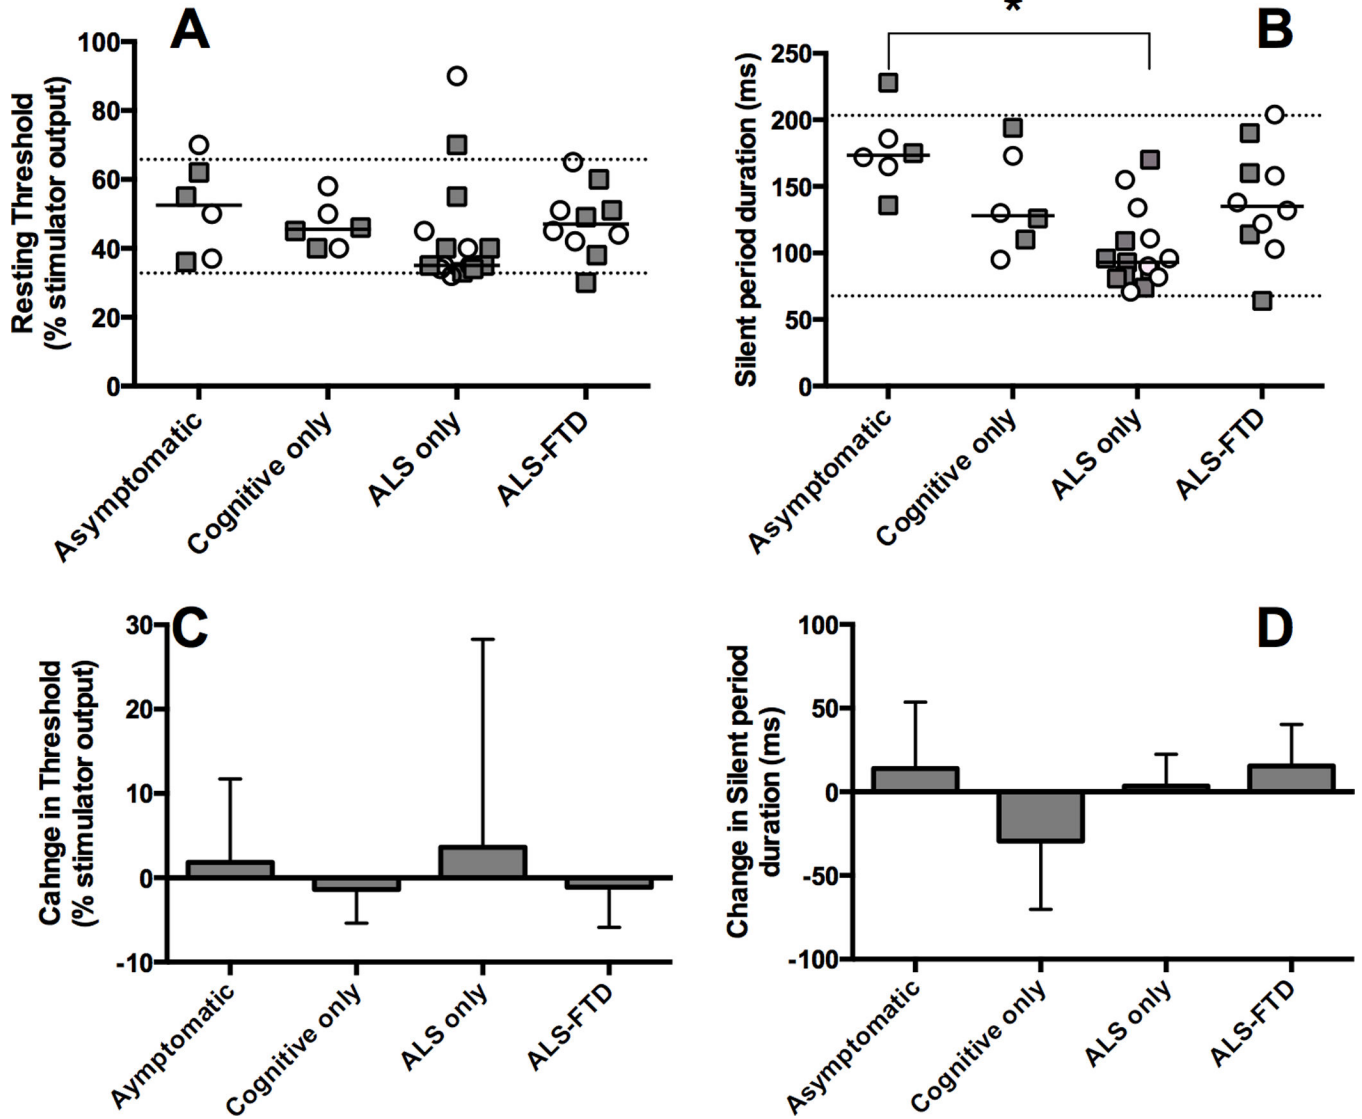 A
Resting Threshold
(% stimulator output)
100
80
60
40
20
0
Asymptomatic
Cognitive only
ALS only
ALS-FTD
*
B
Silent period duration (ms)
250
200
150
100
50
0
Asymptomatic
Cognitive only
ALS only
ALS-FTD
C
Cahnge in Threshold
(% stimulator output)
30
20
10
0
-10
Aymptomatic
Cognitive only
ALS only
ALS-FTD
D
Change in Silent period
duration (ms)
100
50
0
-50
-100
Asymptomatic
Cognitive only
ALS only
ALS-FTD